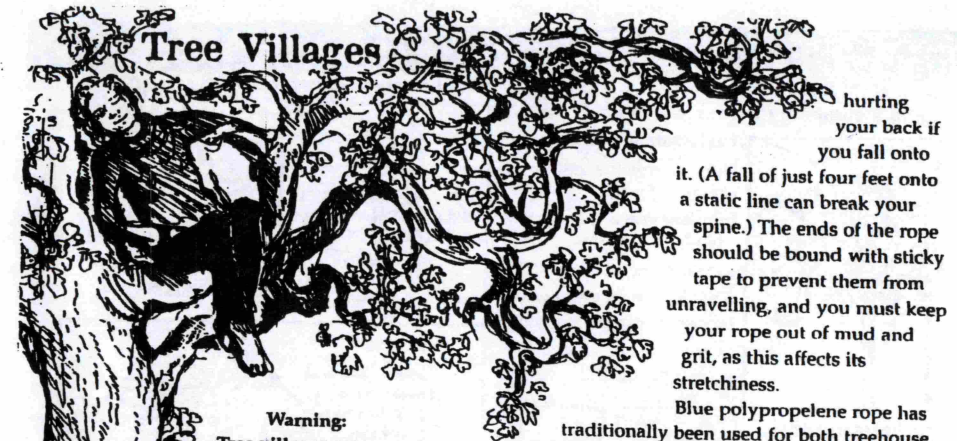 Tree Villages
Warning:
hurting
your back if
you fall onto
it. (A fall of just four feet onto
a static line can break your
spine.) The ends of the rope
should be bound with sticky
tape to prevent them from
unravelling, and you must keep
your rope out of mud and
grit, as this affects its
stretchiness.
Blue polypropelene rope has
traditionally been used for both treehouse